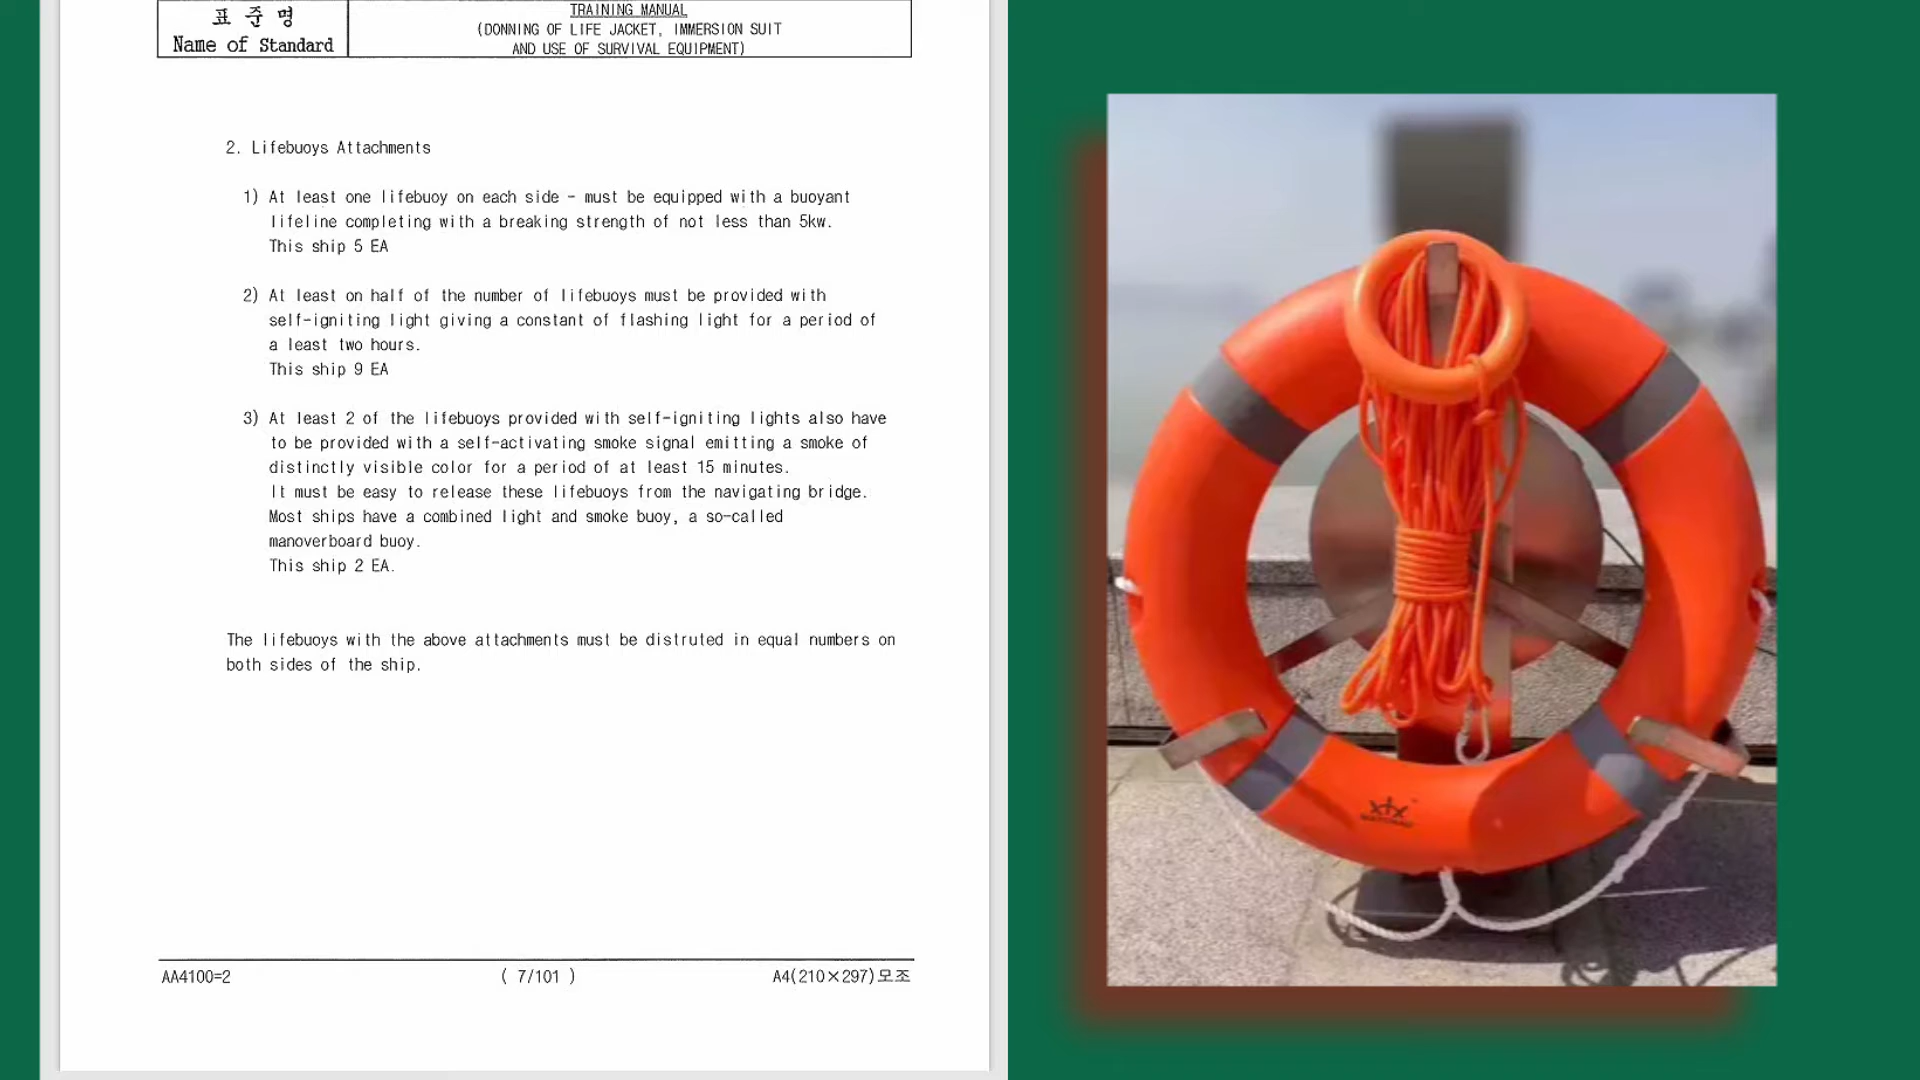 표 준 명
Name of Standard
TRAINING MANUAL
(DONNING OF LIFE JACKET, IMMERSION SUIT
AND USE OF SURVIVAL EQUIPMENT)
2. Lifebuoys Attachments
1) At least one lifebuoy on each side - must be equipped with a buoyant
lifeline completing with a breaking strength of not less than 5kw.
This ship 5 EA
2) At least on half of the number of lifebuoys must be provided with
self-igniting light giving a constant of flashing light for a period of
a least two hours.
This ship 9 EA
3) At least 2 of the lifebuoys provided with self-igniting lights also have
to be provided with a self-activating smoke signal emitting a smoke of
distinctly visible color for a period of at least 15 minutes.
It must be easy to release these lifebuoys from the navigating bridge.
Most ships have a combined light and smoke buoy, a so-called
manoverboard buoy.
This ship 2 EA.
The lifebuoys with the above attachments must be distruted in equal numbers on
both sides of the ship.
AA4100=2
( 7/101 )
A4(210×297)모조